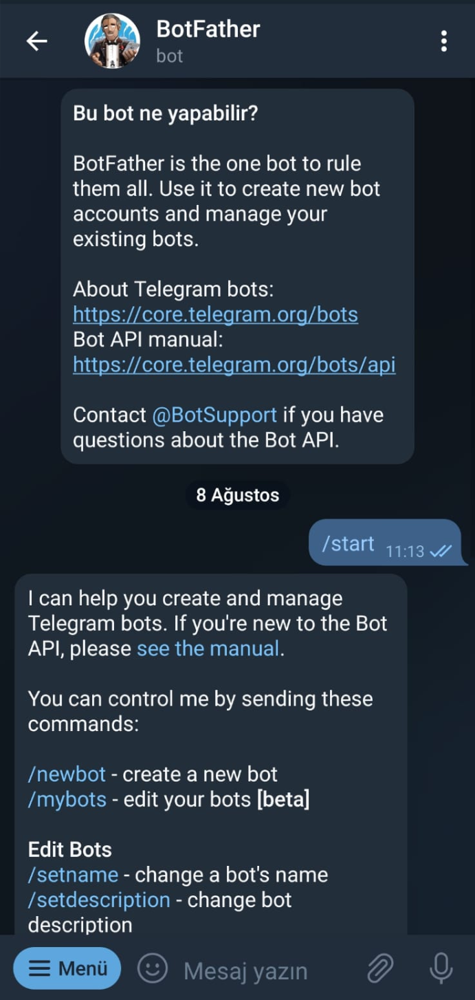 BotFather
bot
Bu bot ne yapabilir?
BotFather is the one bot to rule
them all. Use it to create new bot
accounts and manage your
existing bots.
About Telegram bots:
https://core.telegram.org/bots
Bot API manual:
https://core.telegram.org/bots/api
Contact @BotSupport if you have
questions about the Bot API.
8 Ağustos
/start 11:13
I can help you create and manage
Telegram bots. If you're new to the Bot
API, please see the manual.
You can control me by sending these
commands:
/newbot - create a new bot
/mybots - edit your bots [beta]
Edit Bots
/setname - change a bot's name
/setdescription - change bot
description
Menü Mesaj yazın